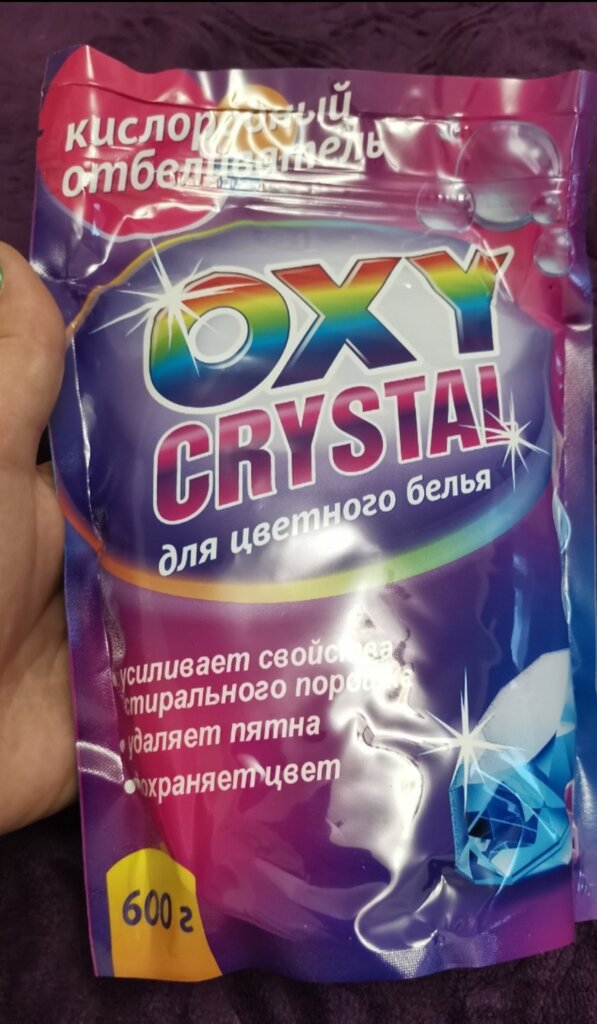 кислородный
отбеливатель
OXY
CRYSTAL
для цветного белья
• усиливает свойства
стирального порошка
• удаляет пятна
• сохраняет цвет
600 г